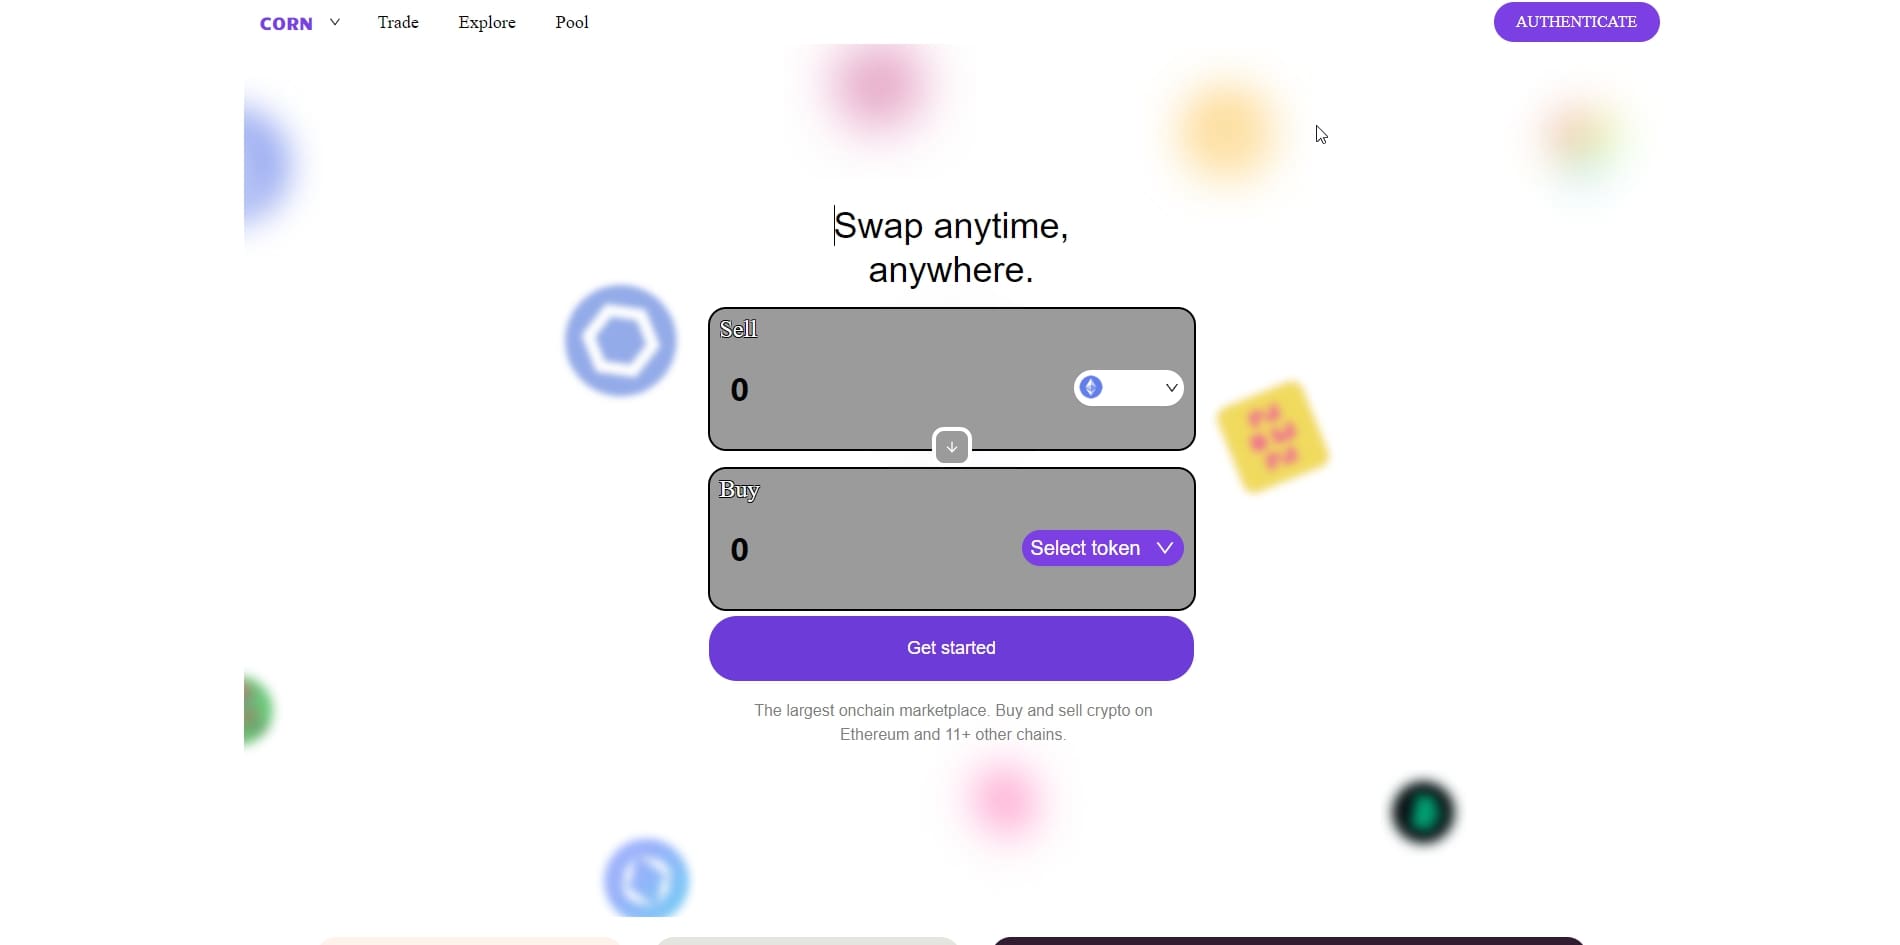 CORN
Trade
Explore
Pool
AUTHENTICATE
Swap anytime,
anywhere.
Sell
0
Buy
0
Select token
Get started
The largest onchain marketplace. Buy and sell crypto on
Ethereum and 11+ other chains.